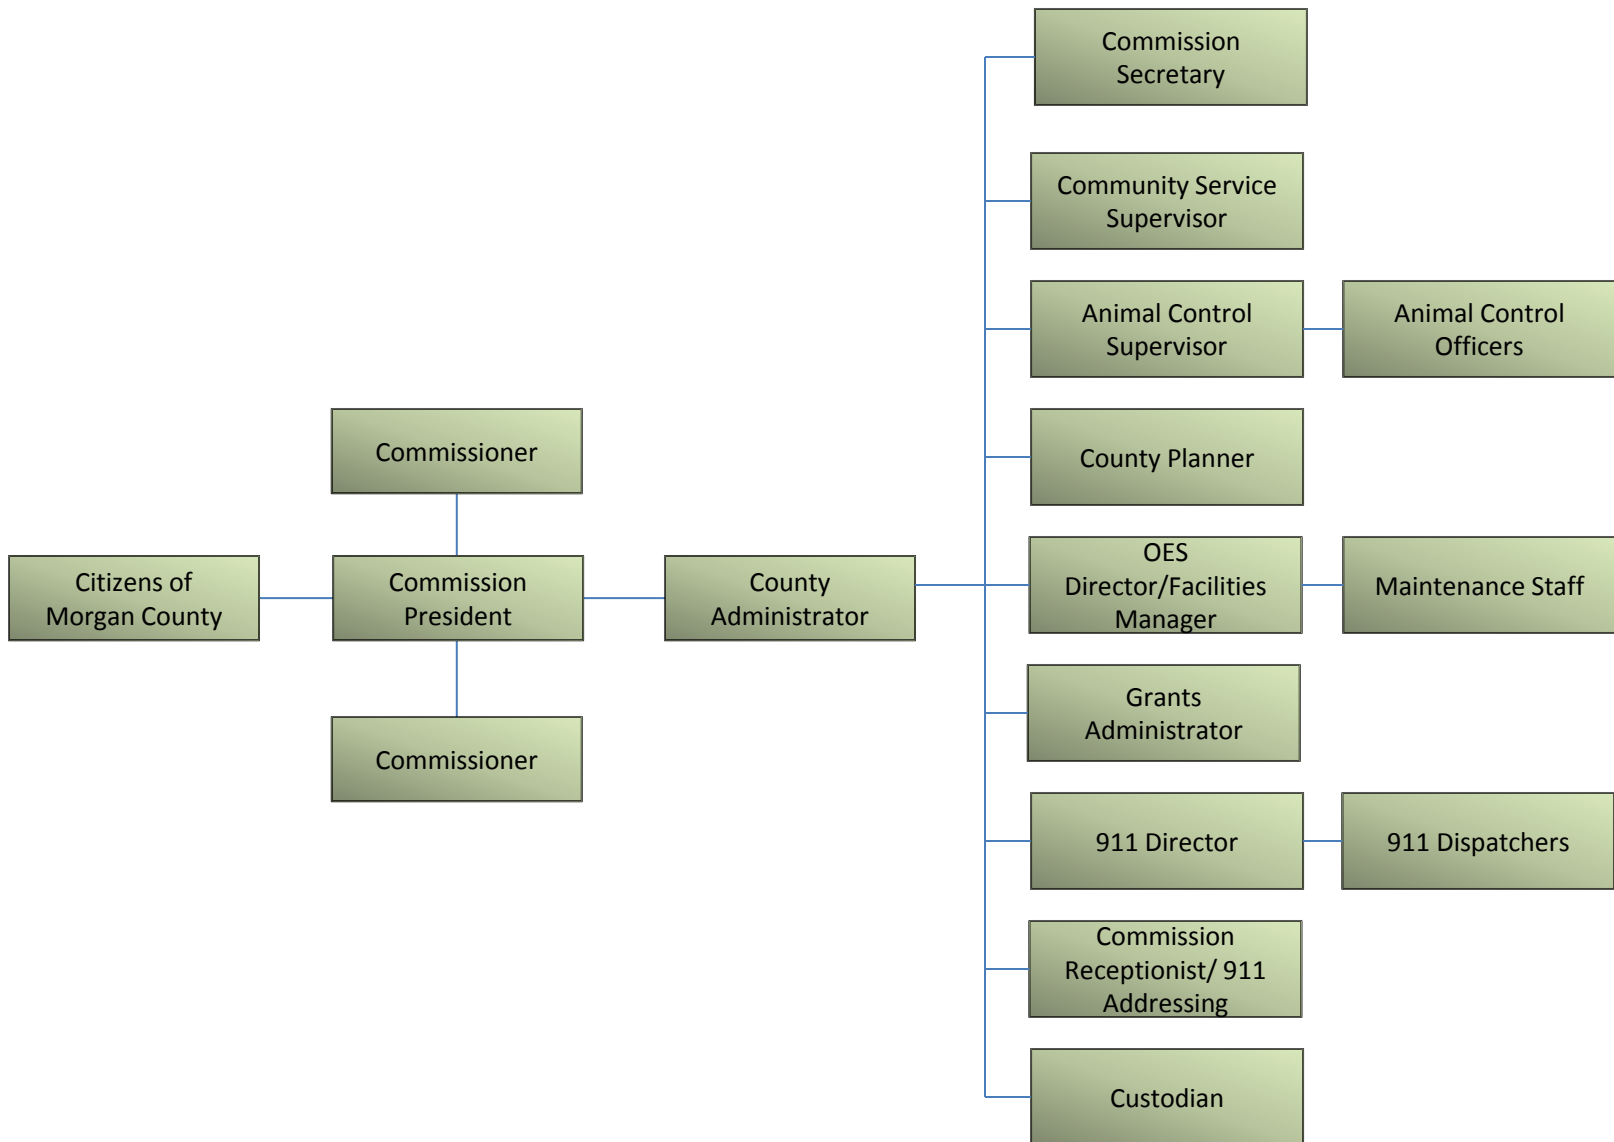 Commission
Secretary
Community Service
Supervisor
Animal Control
Supervisor
Animal Control
Officers
Commissioner
County Planner
Citizens of
Morgan County
Commission
President
County
Administrator
OES
Director/Facilities
Manager
Maintenance Staff
Grants
Administrator
Commissioner
911 Director
911 Dispatchers
Commission
Receptionist/ 911
Addressing
Custodian